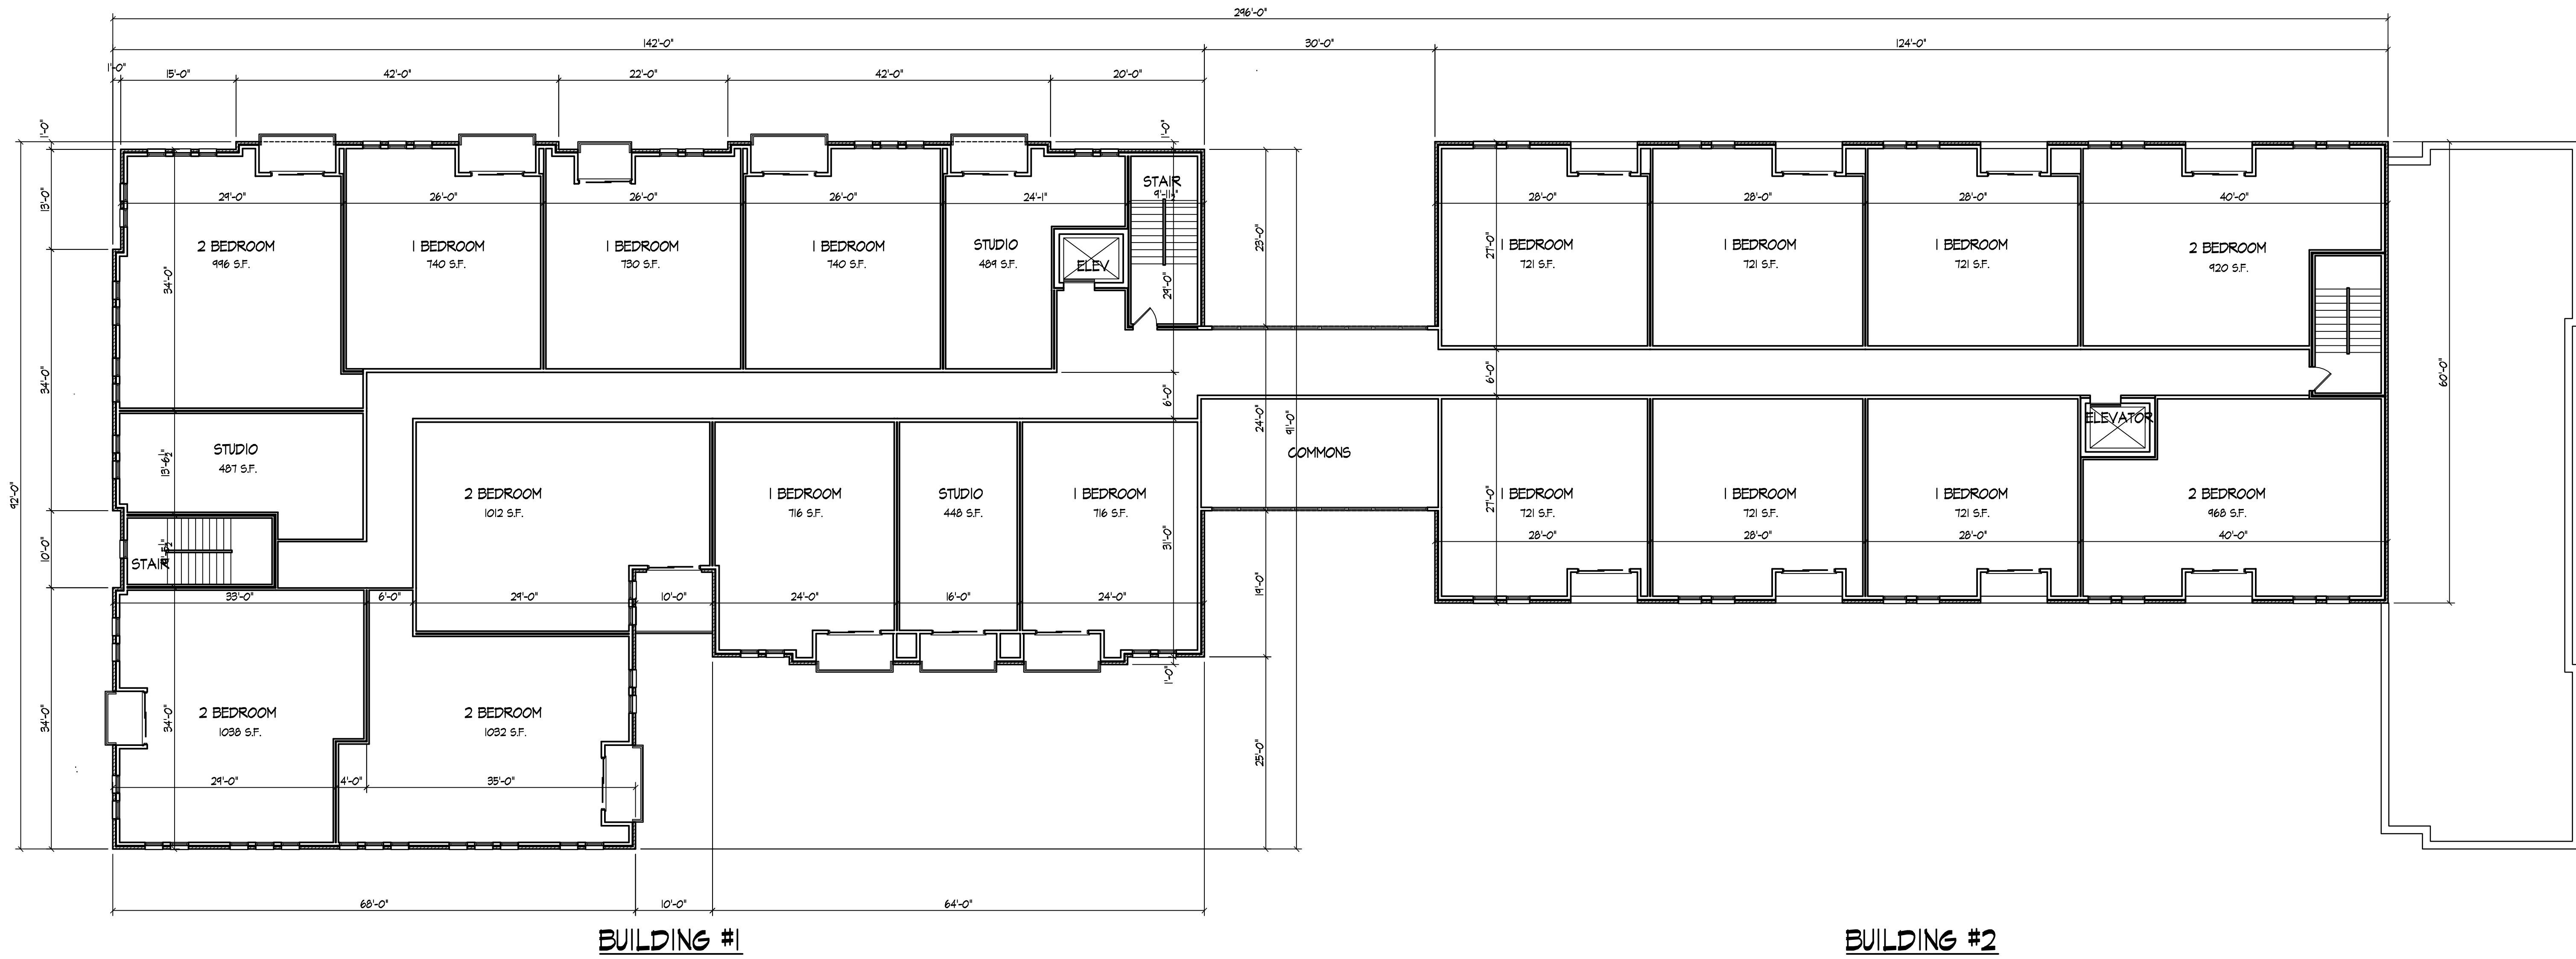 296'-0"
142'-0"
30'-0"
124'-0"
1'-0"
15'-0"
42'-0"
22'-0"
42'-0"
20'-0"
1'-0"
1'-0"
STAIR
9'-11½"
13'-0"
29'-0"
26'-0"
26'-0"
26'-0"
24'-1"
28'-0"
28'-0"
28'-0"
40'-0"
2 BEDROOM
996 S.F.
1 BEDROOM
740 S.F.
1 BEDROOM
730 S.F.
1 BEDROOM
740 S.F.
STUDIO
489 S.F.
ELEV
23'-0"
27'-0"
1 BEDROOM
721 S.F.
1 BEDROOM
721 S.F.
1 BEDROOM
721 S.F.
2 BEDROOM
920 S.F.
34'-0"
29'-0"
34'-0"
6'-0"
6'-0"
60'-0"
92'-0"
STUDIO
487 S.F.
13'-6½"
24'-0"
91'-0"
COMMONS
ELEVATOR
2 BEDROOM
1012 S.F.
1 BEDROOM
716 S.F.
STUDIO
448 S.F.
1 BEDROOM
716 S.F.
27'-0"
1 BEDROOM
721 S.F.
1 BEDROOM
721 S.F.
1 BEDROOM
721 S.F.
2 BEDROOM
968 S.F.
28'-0"
28'-0"
28'-0"
40'-0"
10'-0"
STAIR
31'-0"
19'-0"
33'-0"
6'-0"
29'-0"
10'-0"
24'-0"
16'-0"
24'-0"
1'-0"
34'-0"
34'-0"
2 BEDROOM
1038 S.F.
2 BEDROOM
1032 S.F.
25'-0"
29'-0"
4'-0"
35'-0"
68'-0"
10'-0"
64'-0"
BUILDING #1
BUILDING #2